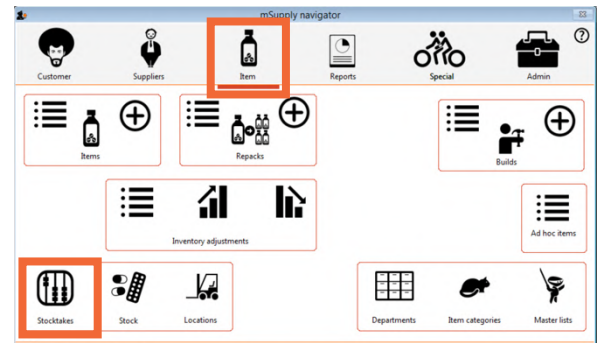 mSupply navigator
?
Customer
Suppliers
Item
Reports
Special
Admin
Items
Repacks
Builds
Inventory adjustments
Ad hoc items
Stocktakes
Stock
Locations
Departments
Item categories
Master lists